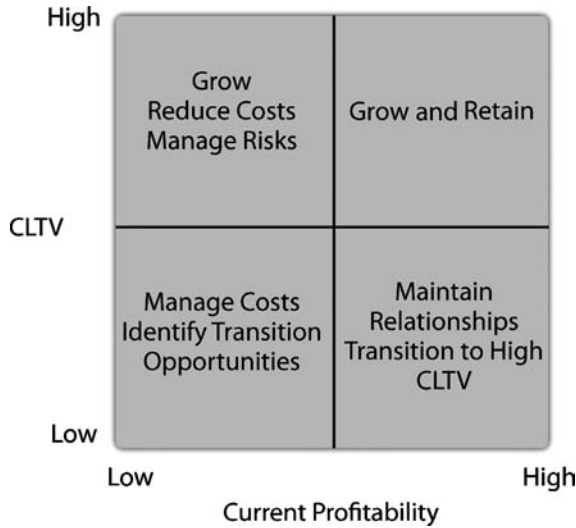 High
Grow
Reduce Costs
Manage Risks
Grow and Retain
CLTV
Manage Costs
Identify Transition
Opportunities
Maintain
Relationships
Transition to High
CLTV
Low
Low
High
Current Profitability